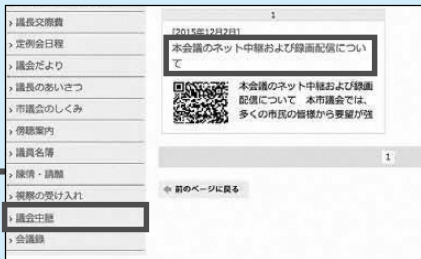 › 議長交際費
› 定例会日程
› 議会だより
› 議長のあいさつ
› 市議会のしくみ
› 傍聴案内
› 議員名簿
› 陳情・請願
› 視察の受け入れ
› 議会中継
› 会議録
1
[2015年12月2日]
本会議のネット中継および録画配信につい
て
本会議のネット中継および録画
配信について 本市議会では、
多くの市民の皆様から要望が強
1
前のページに戻る